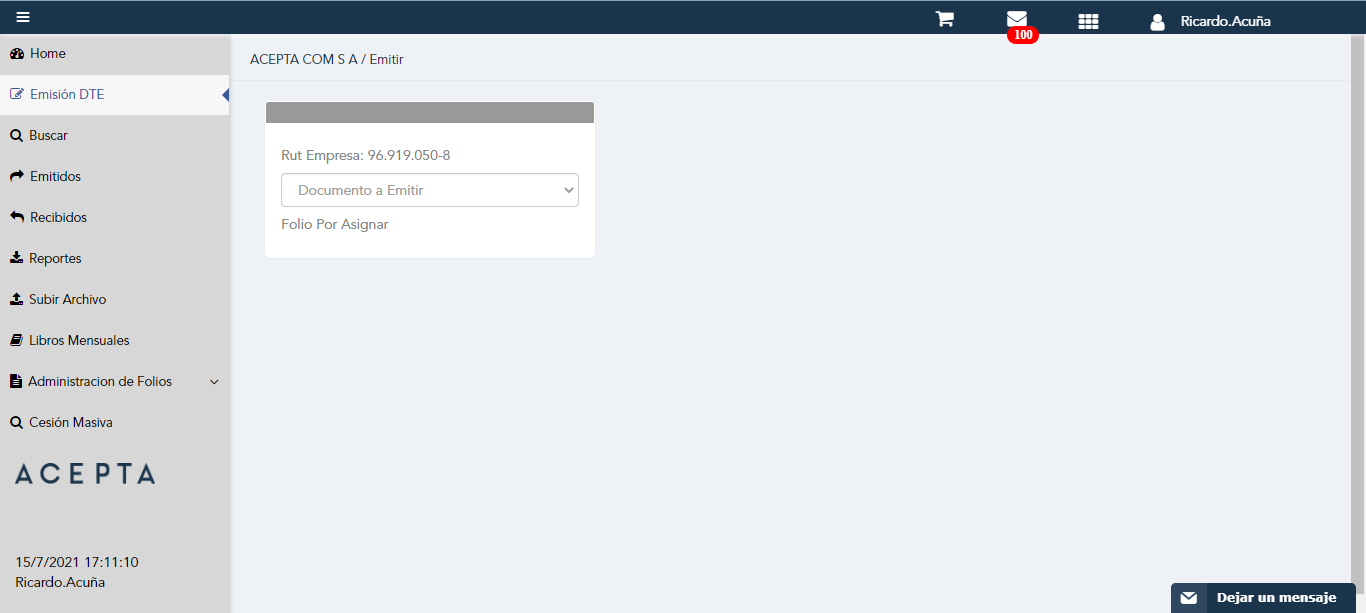 Ricardo.Acuña
100
Home
Emisión DTE
Buscar
Emitidos
Recibidos
Reportes
Subir Archivo
Libros Mensuales
Administracion de Folios
Cesión Masiva
ACEPTA
15/7/2021 17:11:10
Ricardo.Acuña
ACEPTA COM S A / Emitir
Rut Empresa: 96.919.050-8
Documento a Emitir
Folio Por Asignar
Dejar un mensaje